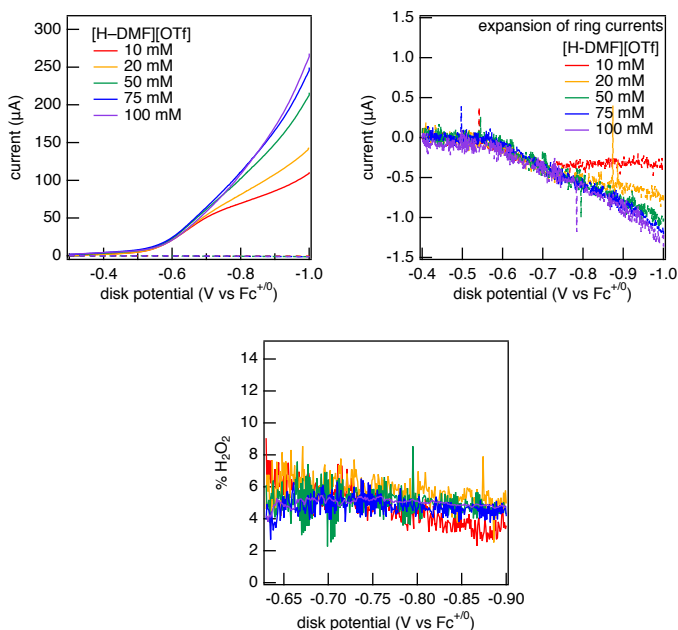 [H–DMF][OTf]
10 mM
20 mM
50 mM
75 mM
100 mM
300
250
200
150
100
50
0
current (µA)
-0.4
-0.6
-0.8
-1.0
disk potential (V vs Fc+/0)
expansion of ring currents
[H-DMF][OTf]
10 mM
20 mM
50 mM
75 mM
100 mM
1.5
1.0
0.5
0.0
-0.5
-1.0
-1.5
current (µA)
-0.4
-0.5
-0.6
-0.7
-0.8
-0.9
-1.0
disk potential (V vs Fc+/0)
14
12
10
8
6
4
2
0
% H2O2
-0.65
-0.70
-0.75
-0.80
-0.85
-0.90
disk potential (V vs Fc+/0)